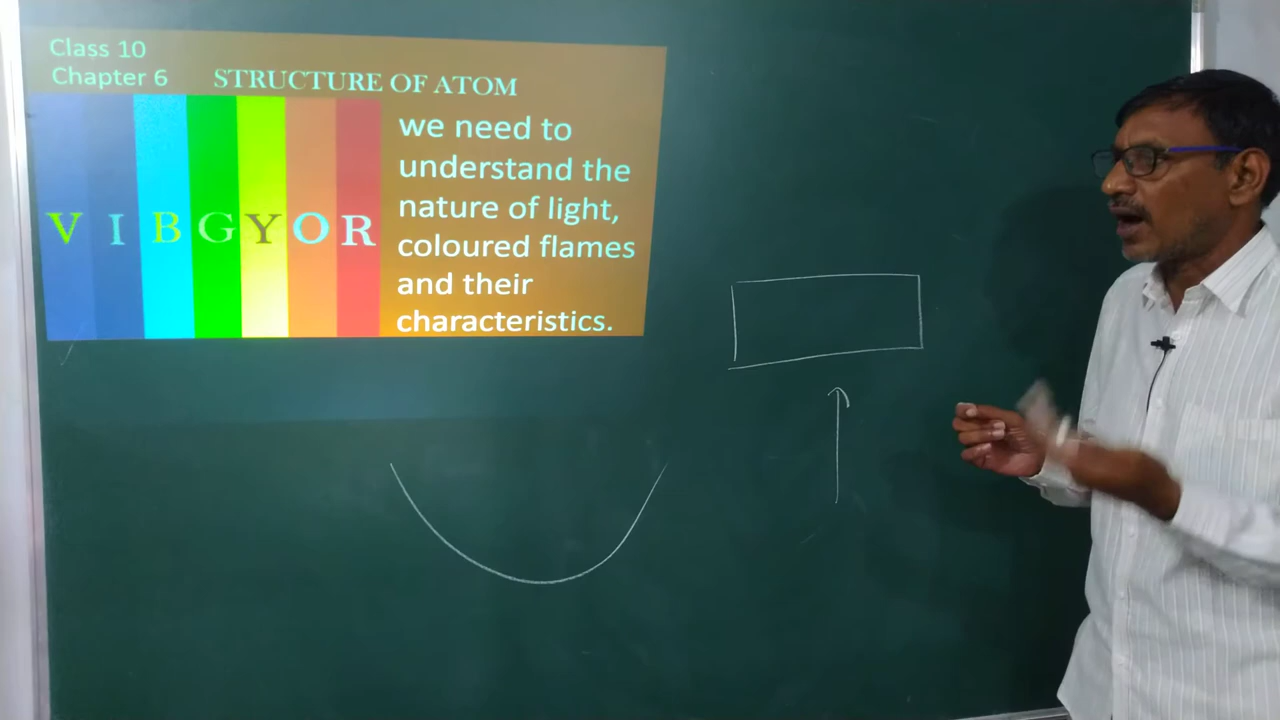 Class 10
Chapter 6
STRUCTURE OF ATOM
V I B G Y O R
we need to
understand the
nature of light,
coloured flames
and their
characteristics.